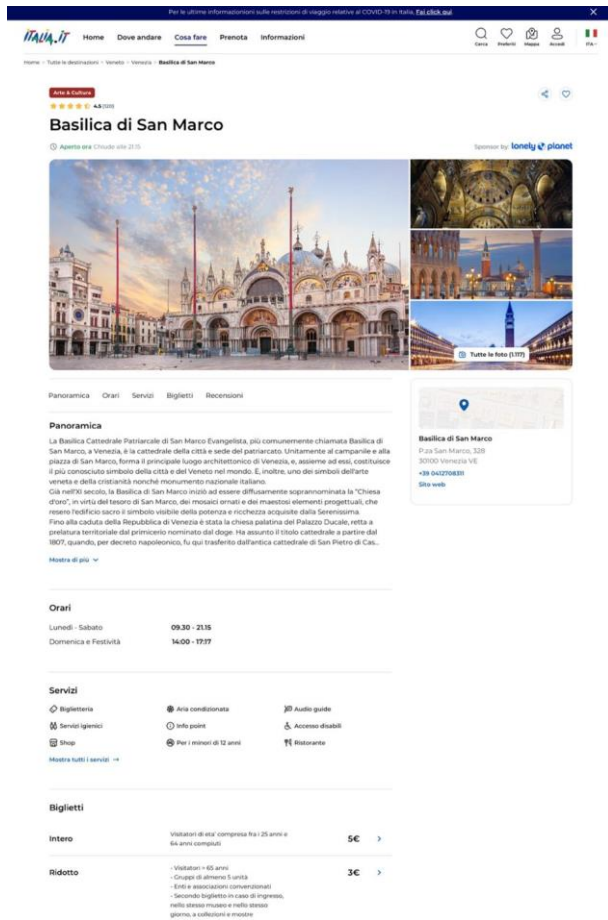 Per le ultime informazionioni sulle restrizioni di viaggio relative al COVID-19 in Italia, Fai click qui.
ITALIA.IT Home Dove andare Cosa fare Prenota Informazioni
Cerca Preferiti Mappa Accedi ITA
Home Tutte le destinazioni Veneto Venezia Basilica di San Marco
Arte & Cultura
4.5
Basilica di San Marco
Aperto ora Chiude alle 21:15
Sponsor by: lonely planet
Tutte le foto (1.117)
Panoramica Orari Servizi Biglietti Recensioni
Panoramica
La Basilica Cattedrale Patriarcale di San Marco Evangelista, più comunemente chiamata Basilica di
San Marco, a Venezia, è la cattedrale della città e sede del patriarcato. Unitamente al campanile e alla
piazza di San Marco, forma il principale luogo architettonico di Venezia, e, assieme ad essi, costituisce
il più conosciuto simbolo della città e del Veneto nel mondo. È, inoltre, uno dei simboli dell'arte
veneta e della cristianità nonché monumento nazionale italiano.
Già nell'XI secolo, la Basilica di San Marco iniziò ad essere diffusamente soprannominata la "Chiesa
d'oro", in virtù del tesoro di San Marco, dei mosaici ornati e dei maestosi elementi progettuali, che
resero l'edificio sacro il simbolo visibile della potenza e ricchezza acquisite dalla Serenissima.
Fino alla caduta della Repubblica di Venezia è stata la chiesa palatina del Palazzo Ducale, retta a
prelatura territoriale dal primicerio nominato dal doge. Ha assunto il titolo cattedrale a partire dal
1807, quando, per decreto napoleonico, fu qui trasferito dall'antica cattedrale di San Pietro di Cas...
Mostra di più
Basilica di San Marco
P.za San Marco, 328
30100 Venezia VE
+39 0412708311
Sito web
Orari
Lunedì - Sabato 09.30 - 21.15
Domenica e Festività 14:00 - 17:17
Servizi
Biglietteria Aria condizionata Audio guide
Servizi igienici Info point Accesso disabili
Shop Per i minori di 12 anni Ristorante
Mostra tutti i servizi
Biglietti
Intero
Visitatori di eta' compresa fra i 25 anni e
64 anni compiuti
5€
Ridotto
- Visitatori > 65 anni
- Gruppi di almeno 5 unità
- Enti e associazioni convenzionati
- Secondo biglietto in caso di ingresso,
nello stesso museo e nello stesso
giorno, a collezioni e mostre
3€